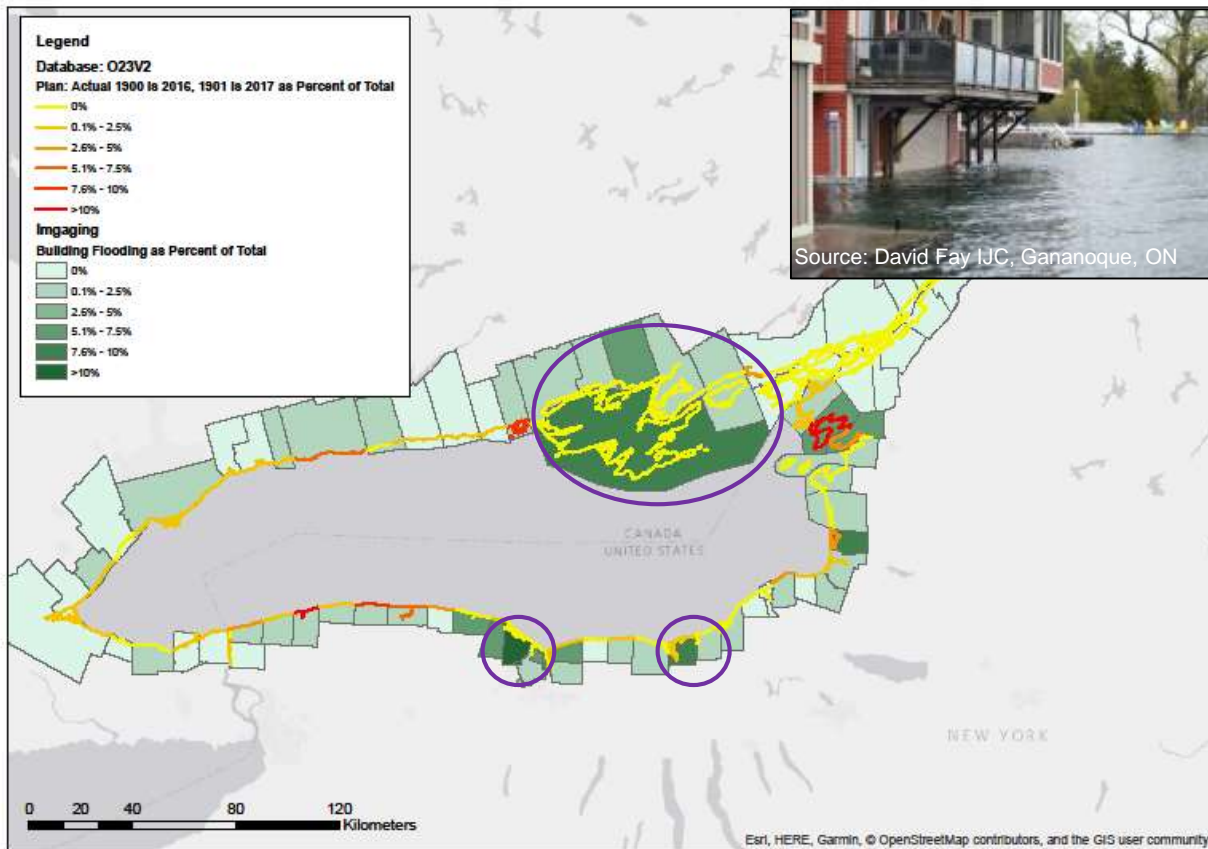 Legend
Database: O23V2
Plan: Actual 1900 is 2016, 1901 is 2017 as Percent of Total
0%
0.1% - 2.5%
2.6% - 5%
5.1% - 7.5%
7.6% - 10%
>10%
Imgaging
Building Flooding as Percent of Total
0%
0.1% - 2.5%
2.6% - 5%
5.1% - 7.5%
7.6% - 10%
>10%
Source: David Fay IJC, Gananoque, ON
CANADA
UNITED STATES
NEW YORK
0 20 40 80 120
Kilometers
Esri, HERE, Garmin, © OpenStreetMap contributors, and the GIS user community